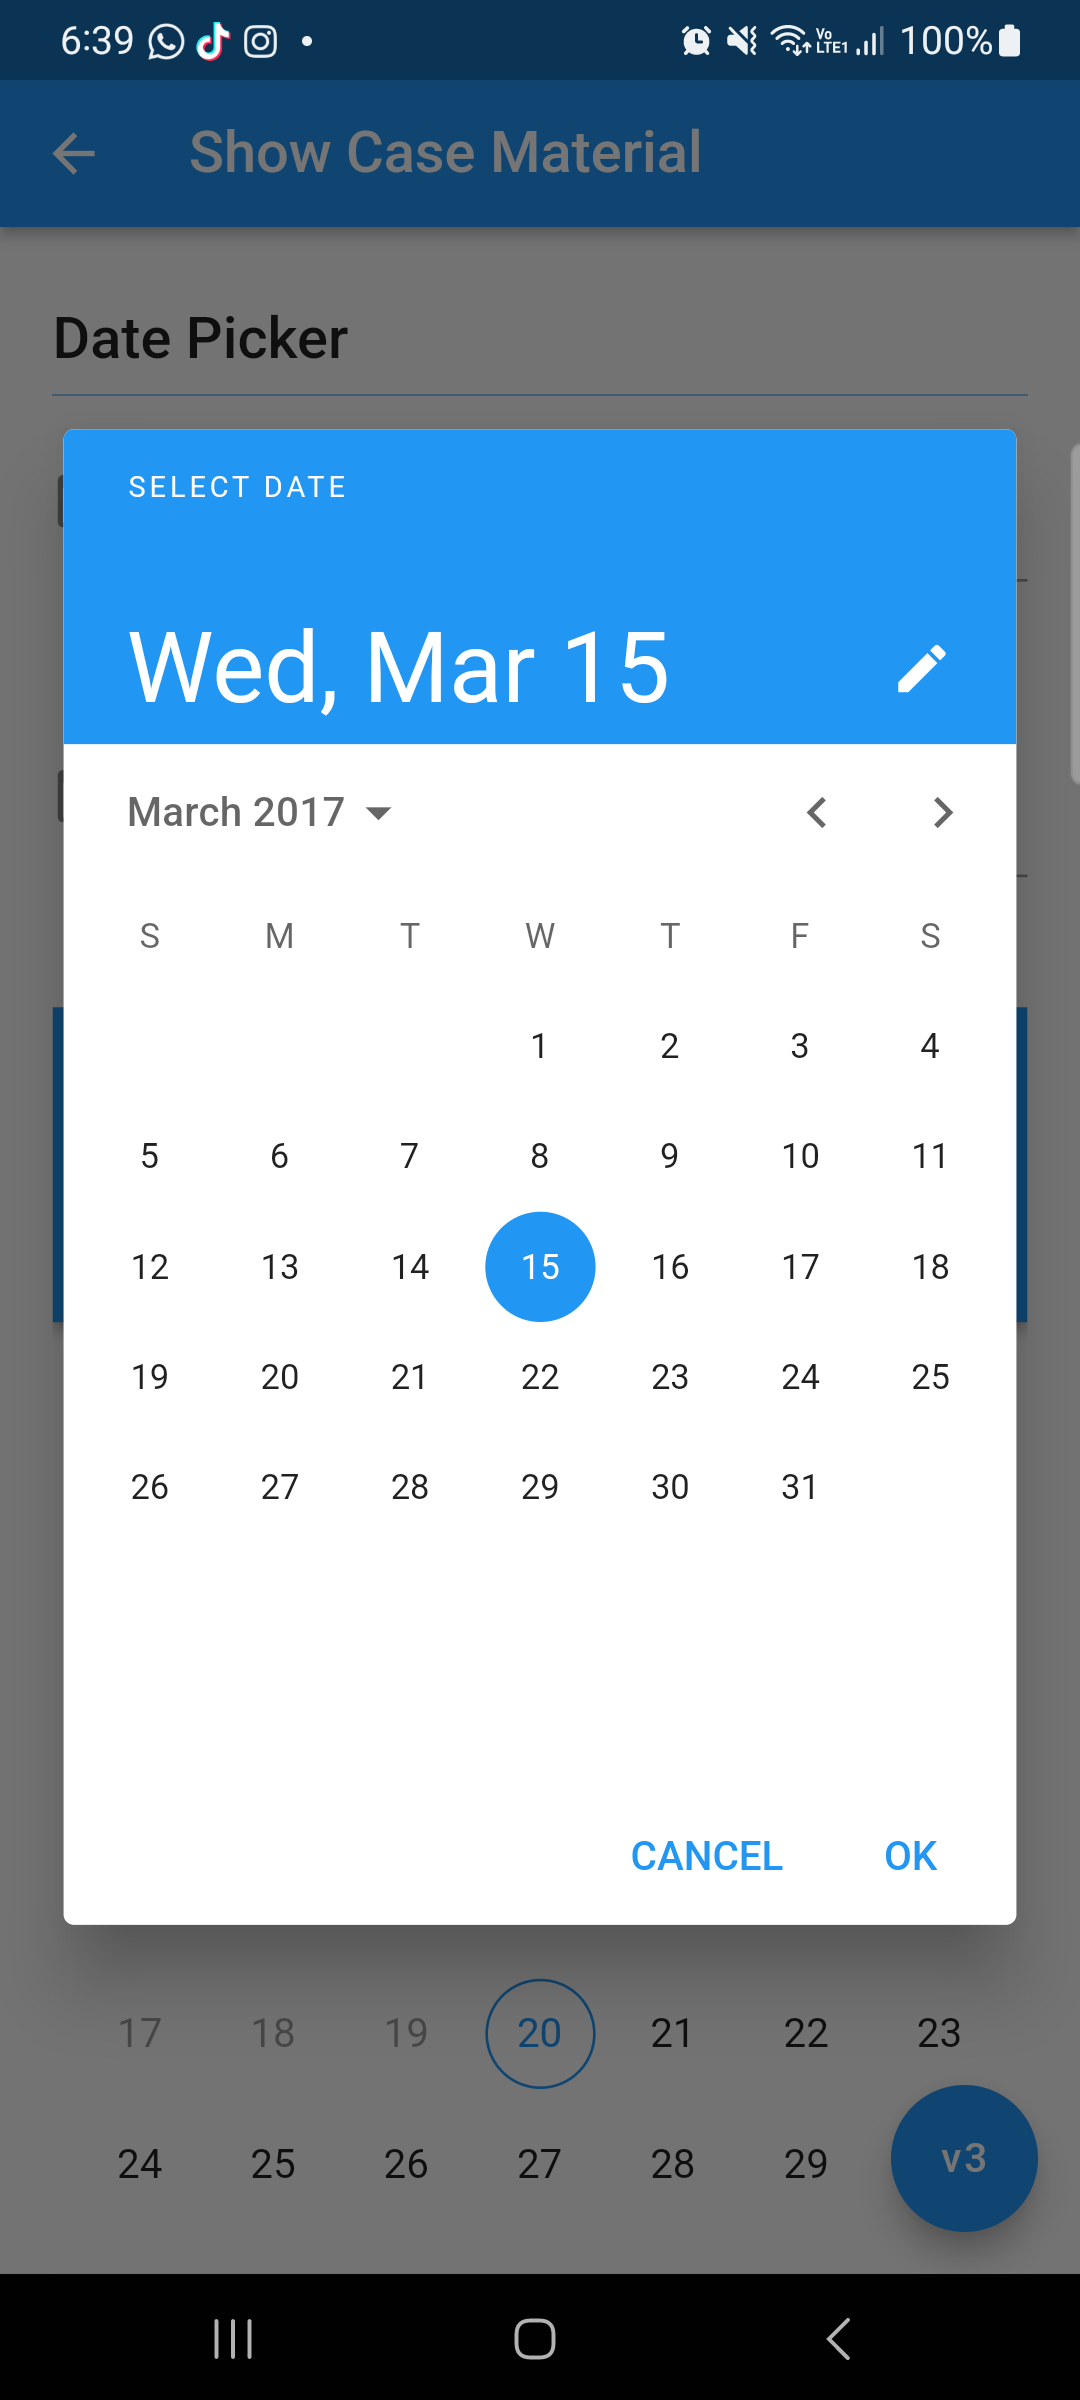 6:39 Vo LTE1 100%
Show Case Material
Date Picker
SELECT DATE
Wed, Mar 15
March 2017
S M T W T F S
1 2 3 4
5 6 7 8 9 10 11
12 13 14 15 16 17 18
19 20 21 22 23 24 25
26 27 28 29 30 31
CANCEL OK
17 18 19 20 21 22 23
24 25 26 27 28 29
v3